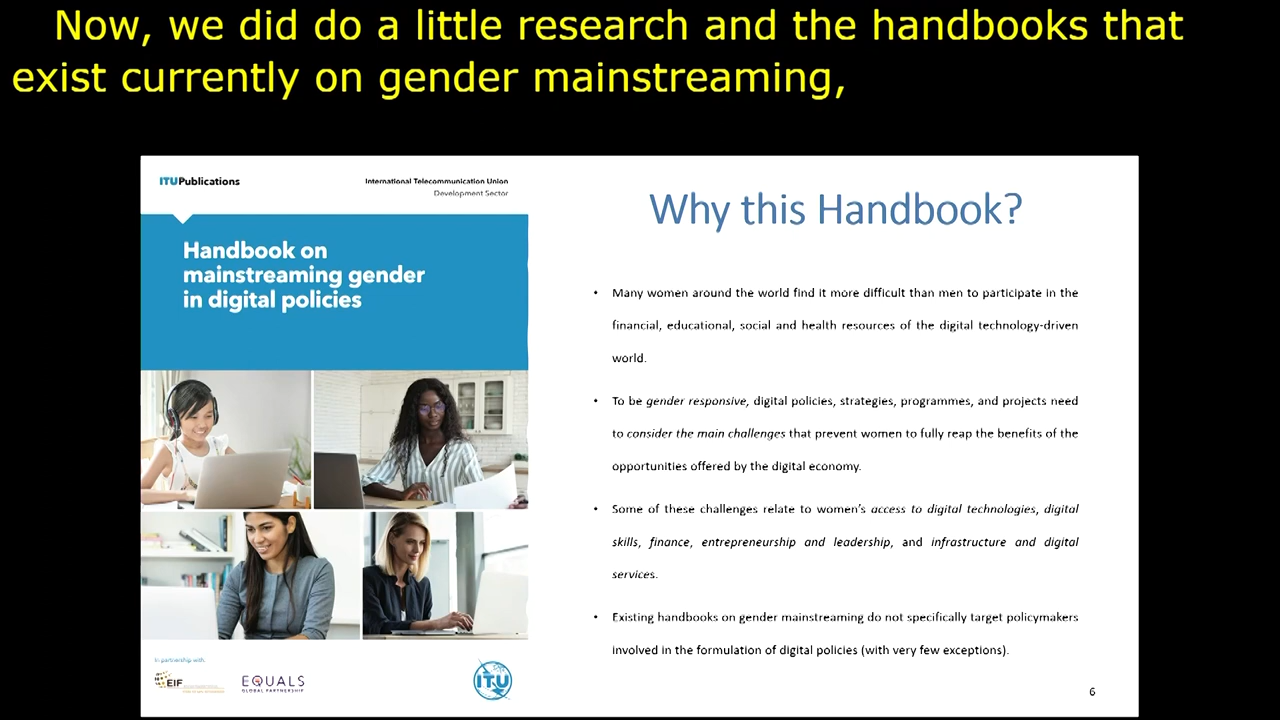 Now, we did do a little research and the handbooks that
exist currently on gender mainstreaming,
ITUPublications
International Telecommunication Union
Development Sector
Handbook on
mainstreaming gender
in digital policies
In partnership with:
EIF
EQUALS
GLOBAL PARTNERSHIP
ITU
Why this Handbook?
• Many women around the world find it more difficult than men to participate in the
financial, educational, social and health resources of the digital technology-driven
world.
• To be gender responsive, digital policies, strategies, programmes, and projects need
to consider the main challenges that prevent women to fully reap the benefits of the
opportunities offered by the digital economy.
• Some of these challenges relate to women's access to digital technologies, digital
skills, finance, entrepreneurship and leadership, and infrastructure and digital
services.
• Existing handbooks on gender mainstreaming do not specifically target policymakers
involved in the formulation of digital policies (with very few exceptions).
6